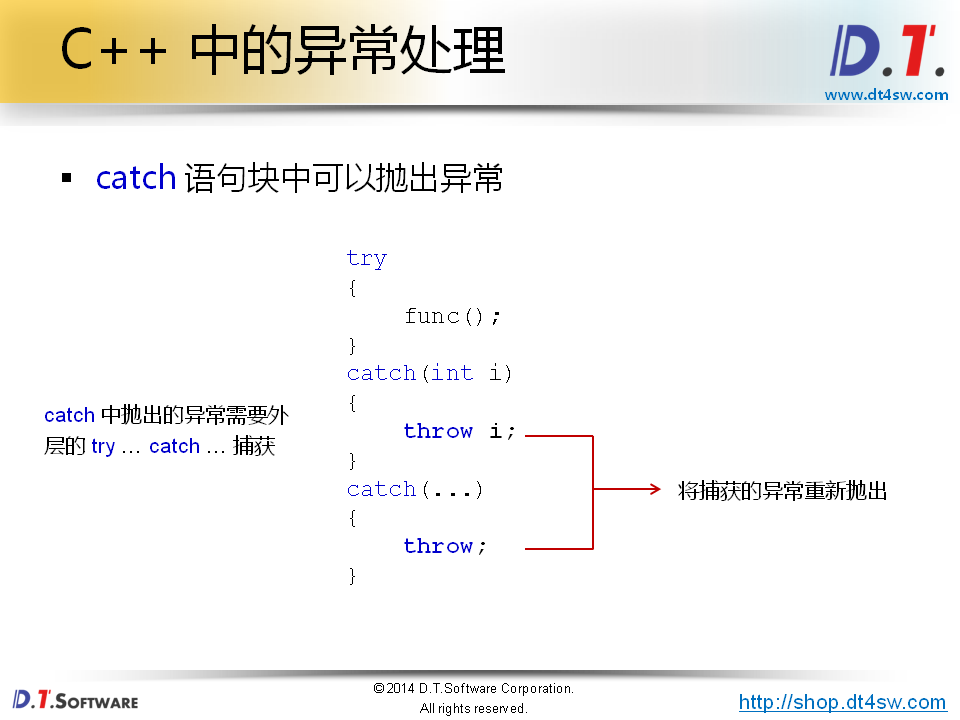 C++ 中的异常处理
D.T.
www.dt4sw.com
▪ catch 语句块中可以抛出异常
try
{
func();
}
catch(int i)
{
throw i;
}
catch(...)
{
throw;
}
catch 中抛出的异常需要外
层的 try … catch … 捕获
将捕获的异常重新抛出
D.T.SOFTWARE
©2014 D.T.Software Corporation.
All rights reserved.
http://shop.dt4sw.com